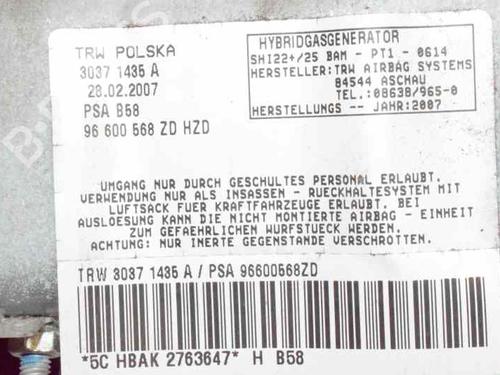 TRW POLSKA
3037 1435 A
28.02.2007
PSA B58
96 600 568 ZD HZD
HYBRIDGASGENERATOR
SHI22+/25 BAM - PT1 - 0614
HERSTELLER: TRW AIRBAG SYSTEMS
84544 ASCHAU
TEL.:08638/965-0
HERSTELLUNGS -- JAHR:2007
UMGANG NUR DURCH GESCHULTES PERSONAL ERLAUBT.
VERWENDUNG NUR ALS INSASSEN - RUECKHALTESYSTEM MIT
LUFTSACK FUER KRAFTFAHRZEUGE ERLAUBT. BEI
AUSLOESUNG KANN DIE NICHT MONTIERTE AIRBAG - EINHEIT
ZUM GEFAEHRLICHEN WURFSTUECK WERDEN.
ACHTUNG: NUR INERTE GEGENSTANDE VERSCHROTTEN.
TRW 3037 1435 A / PSA 96600568ZD
*5C HBAK 2763647* H B58